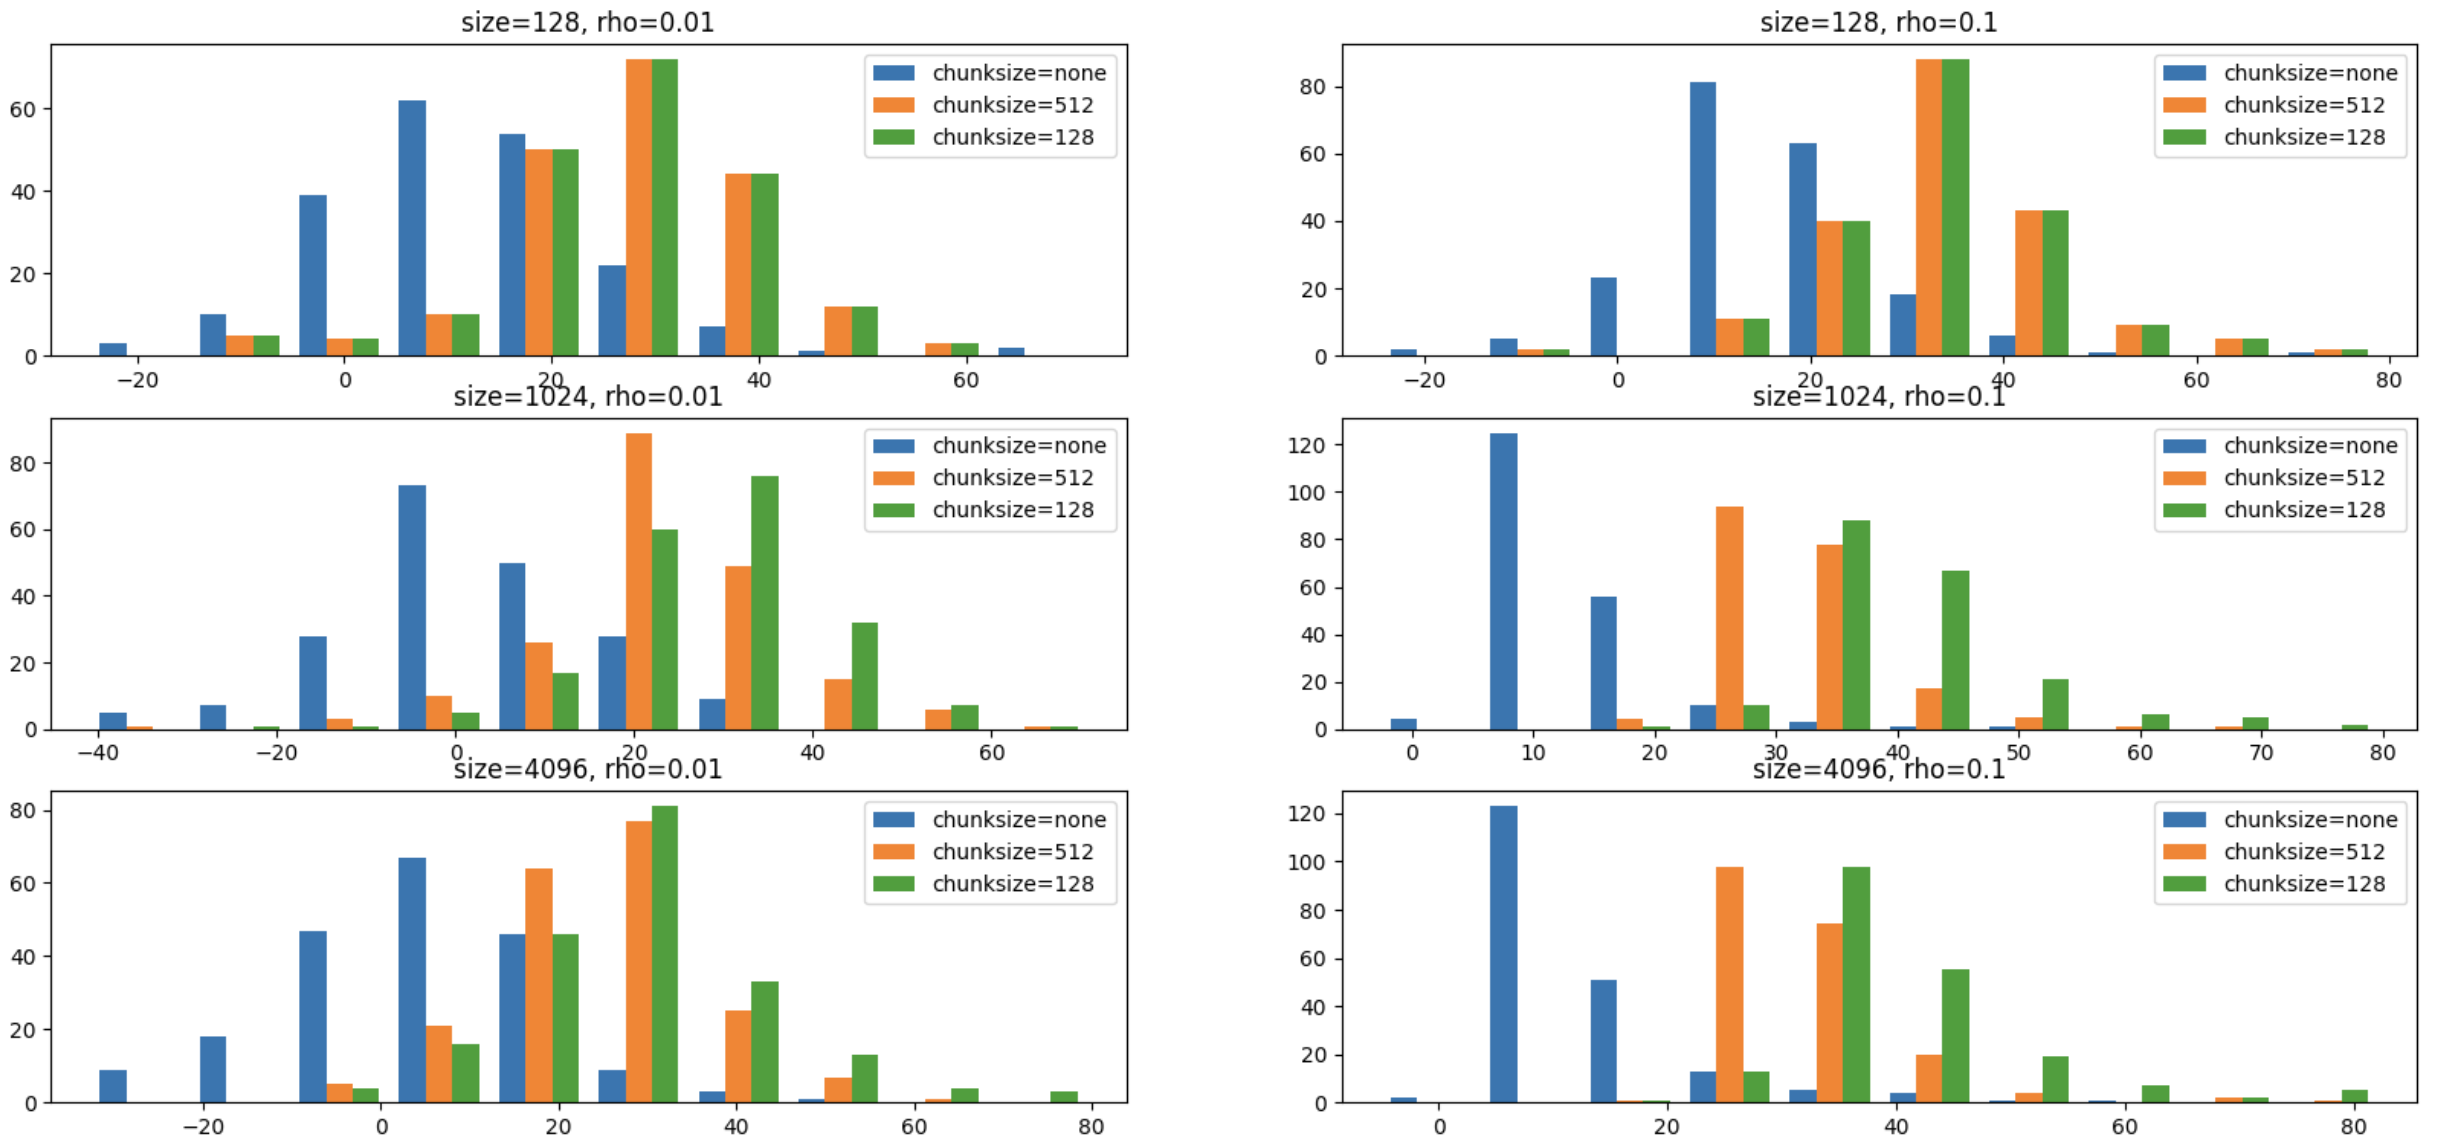 size=128, rho=0.01
60
40
20
0
−20 0 20 40 60
chunksize=none
chunksize=512
chunksize=128
size=128, rho=0.1
80
60
40
20
0
−20 0 20 40 60 80
chunksize=none
chunksize=512
chunksize=128
size=1024, rho=0.01
80
60
40
20
0
−40 −20 0 20 40 60
chunksize=none
chunksize=512
chunksize=128
size=1024, rho=0.1
120
100
80
60
40
20
0
0 10 20 30 40 50 60 70 80
chunksize=none
chunksize=512
chunksize=128
size=4096, rho=0.01
80
60
40
20
0
−20 0 20 40 60 80
chunksize=none
chunksize=512
chunksize=128
size=4096, rho=0.1
120
100
80
60
40
20
0
0 20 40 60 80
chunksize=none
chunksize=512
chunksize=128